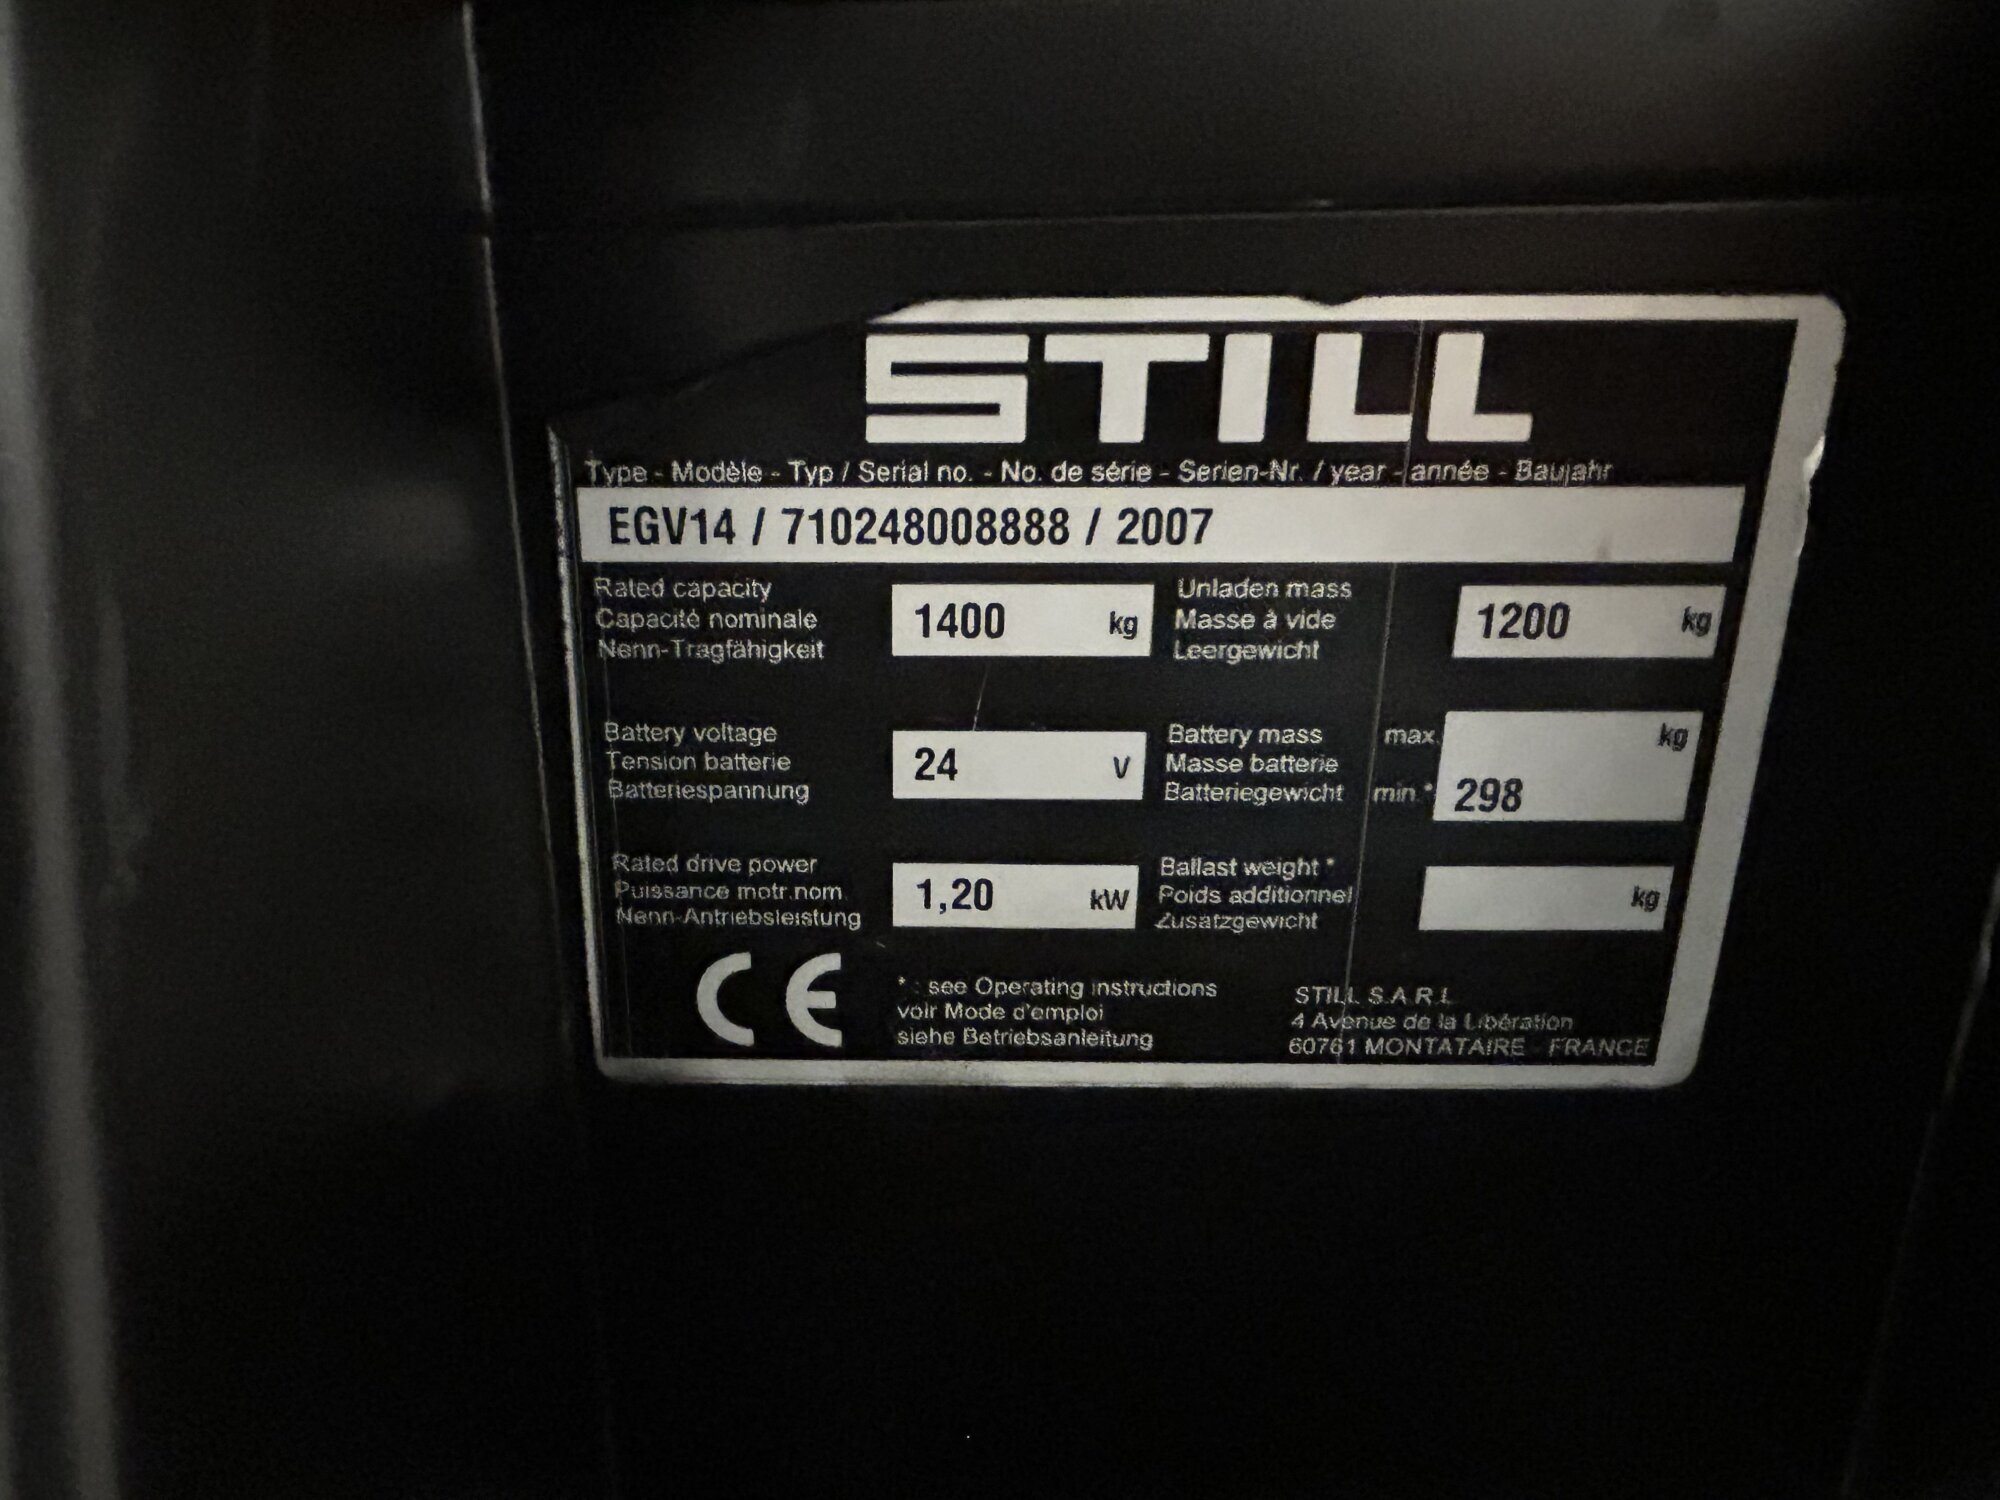 STILL
Type - Modèle - Typ / Serial no. - No. de série - Serien-Nr. / year - année - Baujahr
EGV14 / 710248008888 / 2007
Rated capacity
Capacité nominale
Nenn-Tragfähigkeit
1400 kg
Unladen mass
Masse à vide
Leergewicht
1200 kg
Battery voltage
Tension batterie
Batteriespannung
24 V
Battery mass max.
Masse batterie
Batteriegewicht min.*
kg
298
Rated drive power
Puissance motr.nom.
Nenn-Antriebsleistung
1,20 kW
Ballast weight *
Poids additionnel
Zusatzgewicht
kg
CE
* : see Operating instructions
voir Mode d'emploi
siehe Betriebsanleitung
STILL S.A.R.L
4 Avenue de la Libération
60761 MONTATAIRE - FRANCE